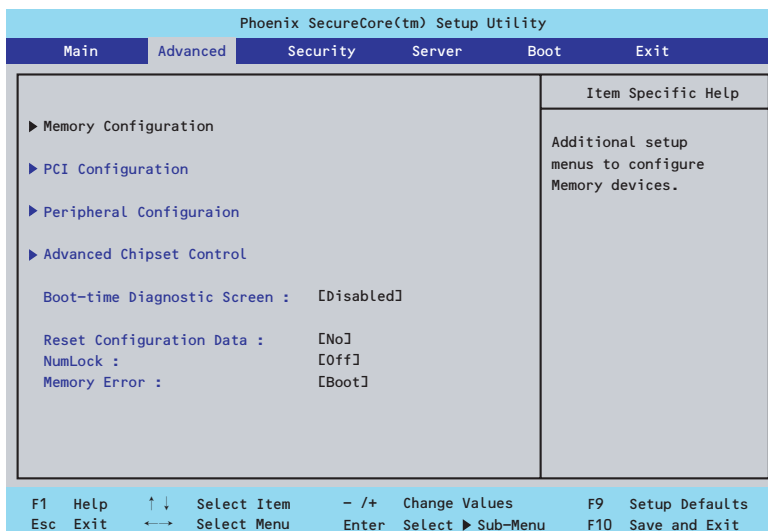 Phoenix SecureCore(tm) Setup Utility
Main Advanced Security Server Boot Exit
Item Specific Help
▶ Memory Configuration
▶ PCI Configuration
▶ Peripheral Configuraion
▶ Advanced Chipset Control
Boot-time Diagnostic Screen : [Disabled]
Reset Configuration Data : [No]
NumLock : [Off]
Memory Error : [Boot]
Additional setup
menus to configure
Memory devices.
F1 Help ↑↓ Select Item - /+ Change Values F9 Setup Defaults
Esc Exit ←→ Select Menu Enter Select ▶ Sub-Menu F10 Save and Exit